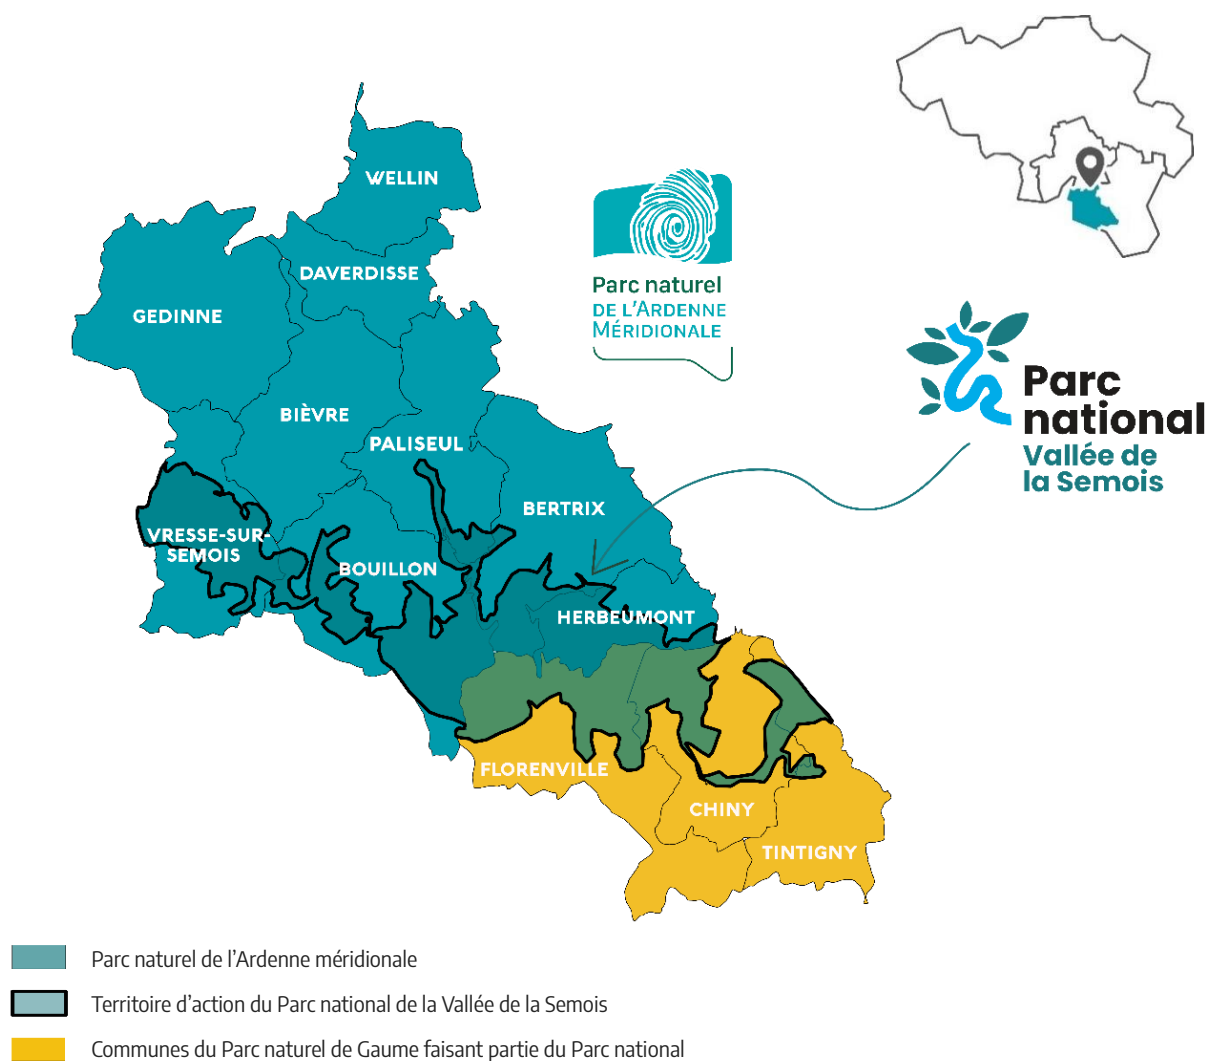 WELLIN
DAVERDISSE
GEDINNE
BIÈVRE
PALISEUL
BERTRIX
VRESSE-SUR-
SEMOIS
BOUILLON
HERBEUMONT
FLORENVILLE
CHINY
TINTIGNY
Parc naturel
DE L'ARDENNE
MÉRIDIONALE
Parc
national
Vallée de
la Semois
Parc naturel de l'Ardenne méridionale
Territoire d'action du Parc national de la Vallée de la Semois
Communes du Parc naturel de Gaume faisant partie du Parc national